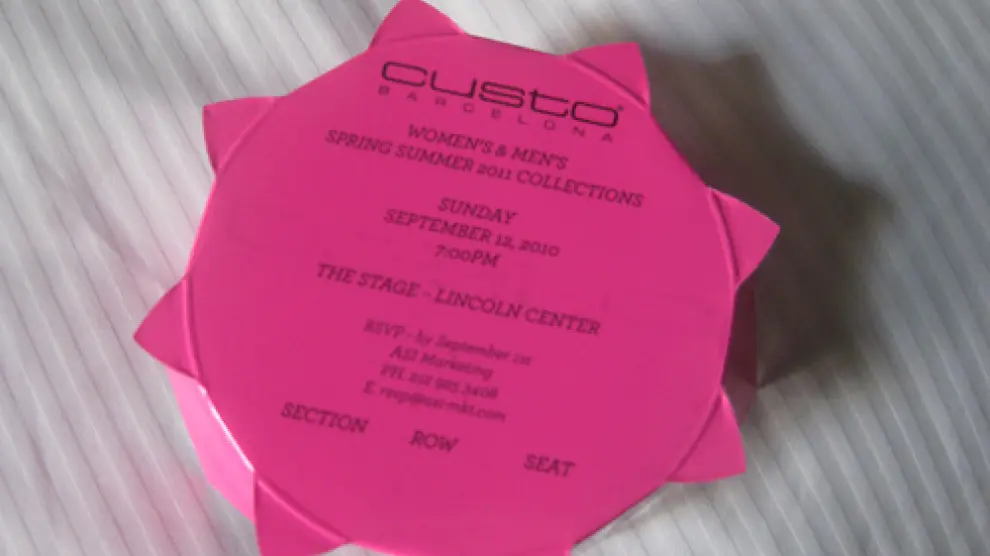 custo
BARCELONA
WOMEN'S & MEN'S
SPRING SUMMER 2011 COLLECTIONS
SUNDAY
SEPTEMBER 12, 2010
7:00PM
THE STAGE - LINCOLN CENTER
RSVP - by September 1st
ASI Marketing
PH.
E.
SECTION ROW SEAT